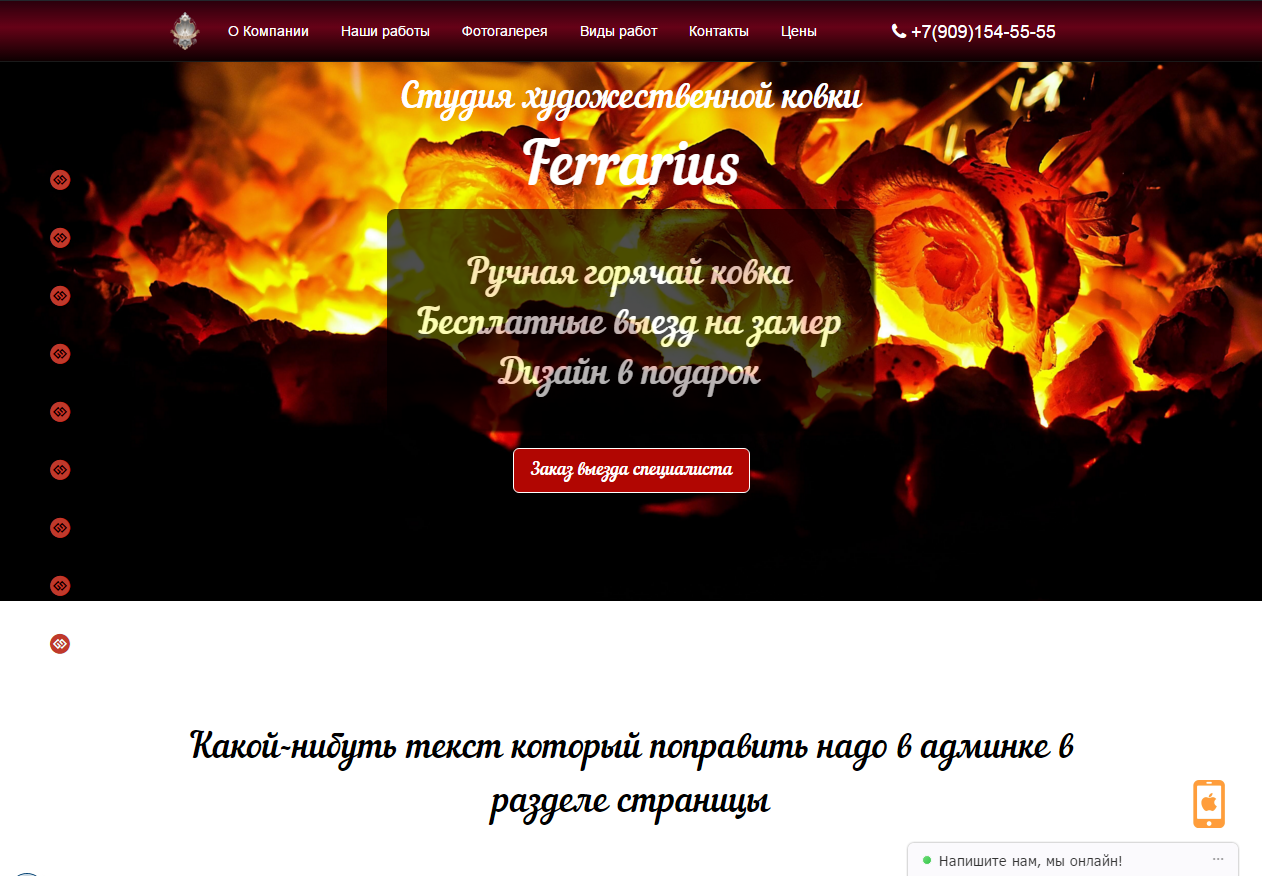 О Компании Наши работы Фотогалерея Виды работ Контакты Цены +7(909)154-55-55
Студия художественной ковки
Ferrarius
Ручная горячай ковка
Бесплатные выезд на замер
Дизайн в подарок
Заказ выезда специалиста
Какой-нибуть текст который поправить надо в админке в
разделе страницы
Напишите нам, мы онлайн!